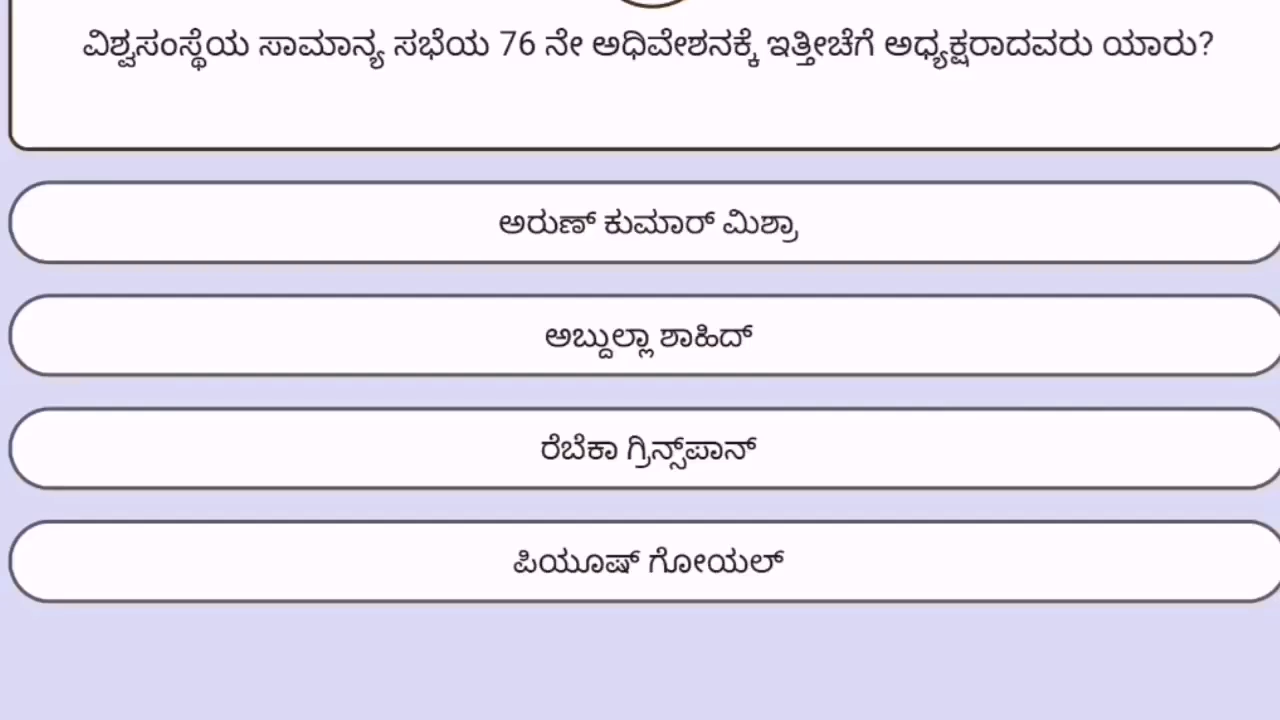 ವಿಶ್ವಸಂಸ್ಥೆಯ ಸಾಮಾನ್ಯ ಸಭೆಯ 76 ನೇ ಅಧಿವೇಶನಕ್ಕೆ ಇತ್ತೀಚೆಗೆ ಅಧ್ಯಕ್ಷರಾದವರು ಯಾರು?
ಅರುಣ್ ಕುಮಾರ್ ಮಿಶ್ರಾ
ಅಬ್ದುಲ್ಲಾ ಶಾಹಿದ್
ರೆಬೆಕಾ ಗ್ರಿನ್ಸ್‌ಪಾನ್
ಪಿಯೂಷ್ ಗೋಯಲ್